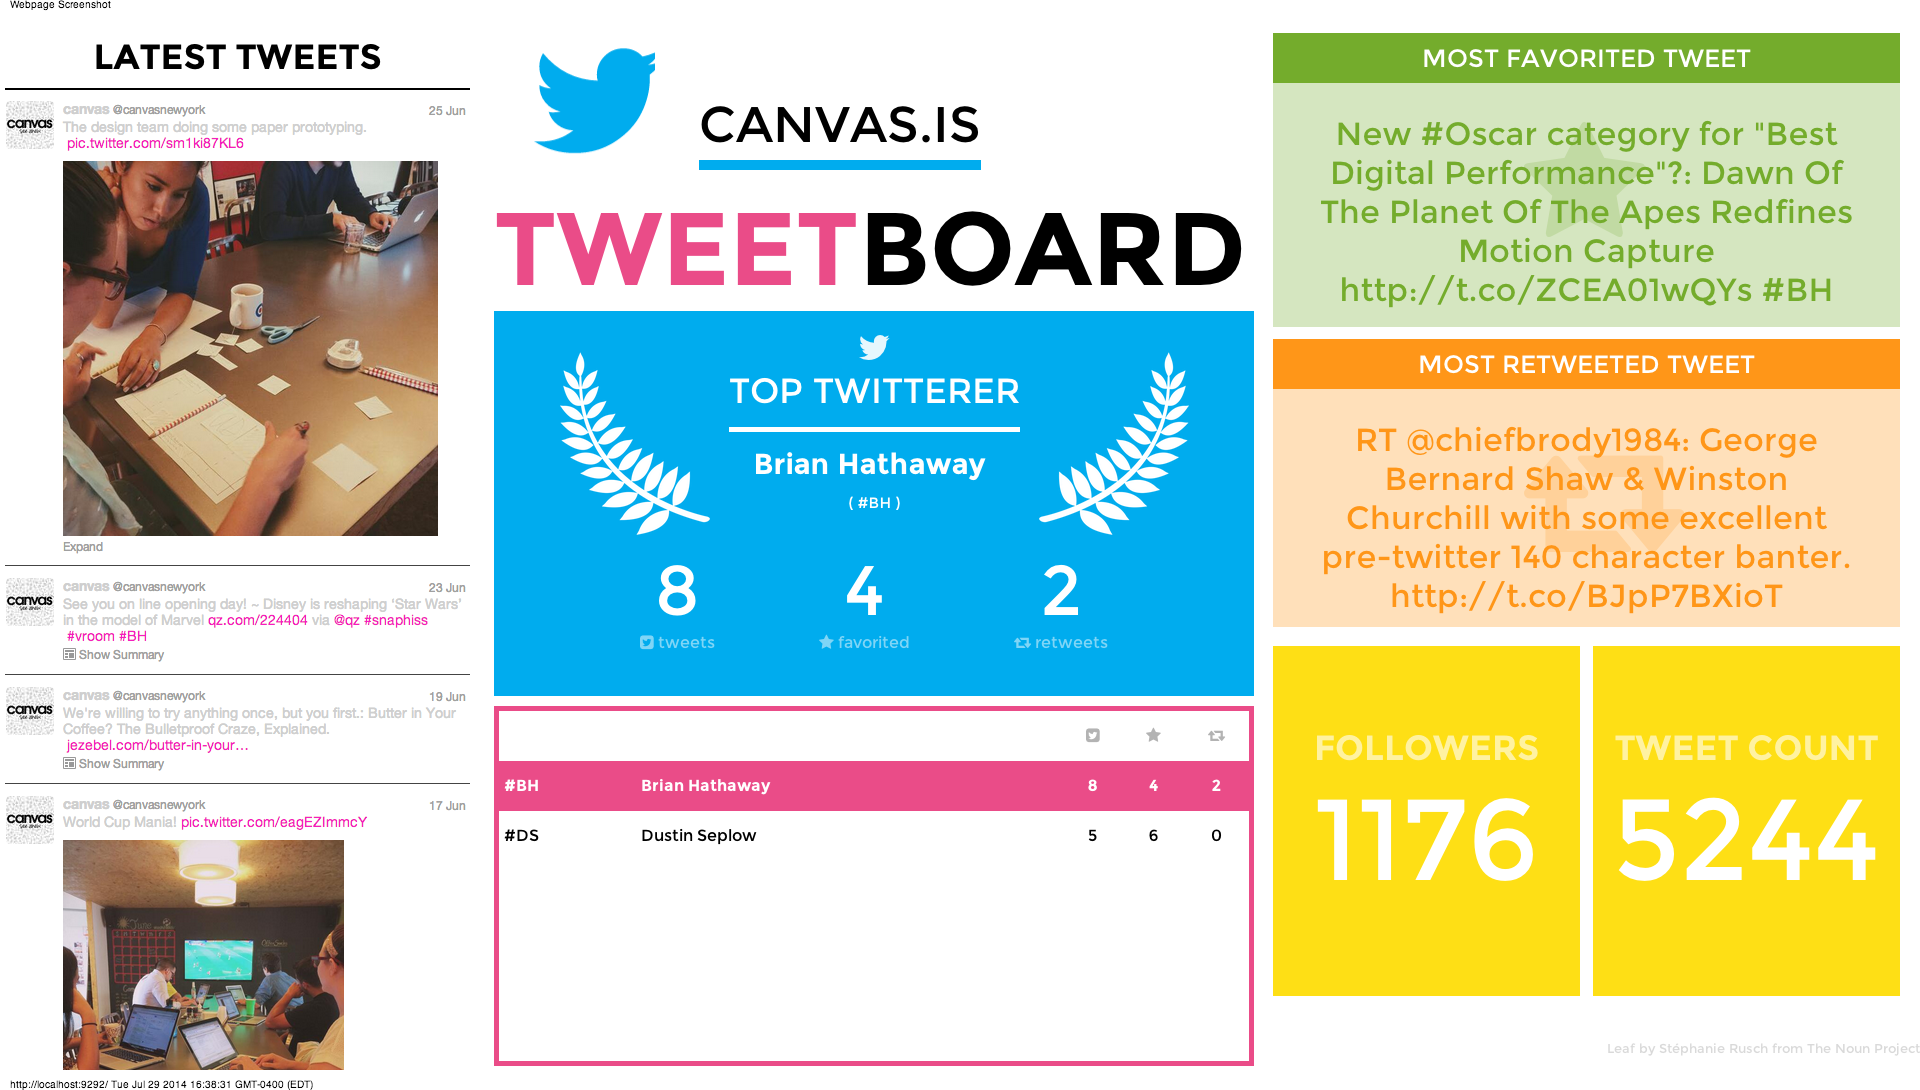 Webpage Screenshot
LATEST TWEETS
canvas @canvasnewyork 25 Jun
The design team doing some paper prototyping.
pic.twitter.com/sm1ki87KL6
canvas
Expand
canvas @canvasnewyork 23 Jun
See you on line opening day! ~ Disney is reshaping 'Star Wars'
in the model of Marvel qz.com/224404 via @qz #snaphiss
#vroom #BH
canvas
Show Summary
canvas @canvasnewyork 19 Jun
We're willing to try anything once, but you first.: Butter in Your
Coffee? The Bulletproof Craze, Explained.
jezebel.com/butter-in-your…
canvas
Show Summary
canvas @canvasnewyork 17 Jun
World Cup Mania! pic.twitter.com/eagEZImmcY
canvas
June
CANVAS.IS
TWEETBOARD
TOP TWITTERER
Brian Hathaway
( #BH )
8 4 2
tweets favorited retweets
#BH Brian Hathaway 8 4 2
#DS Dustin Seplow 5 6 0
MOST FAVORITED TWEET
New #Oscar category for "Best
Digital Performance"?: Dawn Of
The Planet Of The Apes Redfines
Motion Capture
http://t.co/ZCEA01wQYs #BH
MOST RETWEETED TWEET
RT @chiefbrody1984: George
Bernard Shaw & Winston
Churchill with some excellent
pre-twitter 140 character banter.
http://t.co/BJpP7BXioT
FOLLOWERS
1176
TWEET COUNT
5244
Leaf by Stéphanie Rusch from The Noun Project
http://localhost:9292/ Tue Jul 29 2014 16:38:31 GMT-0400 (EDT)